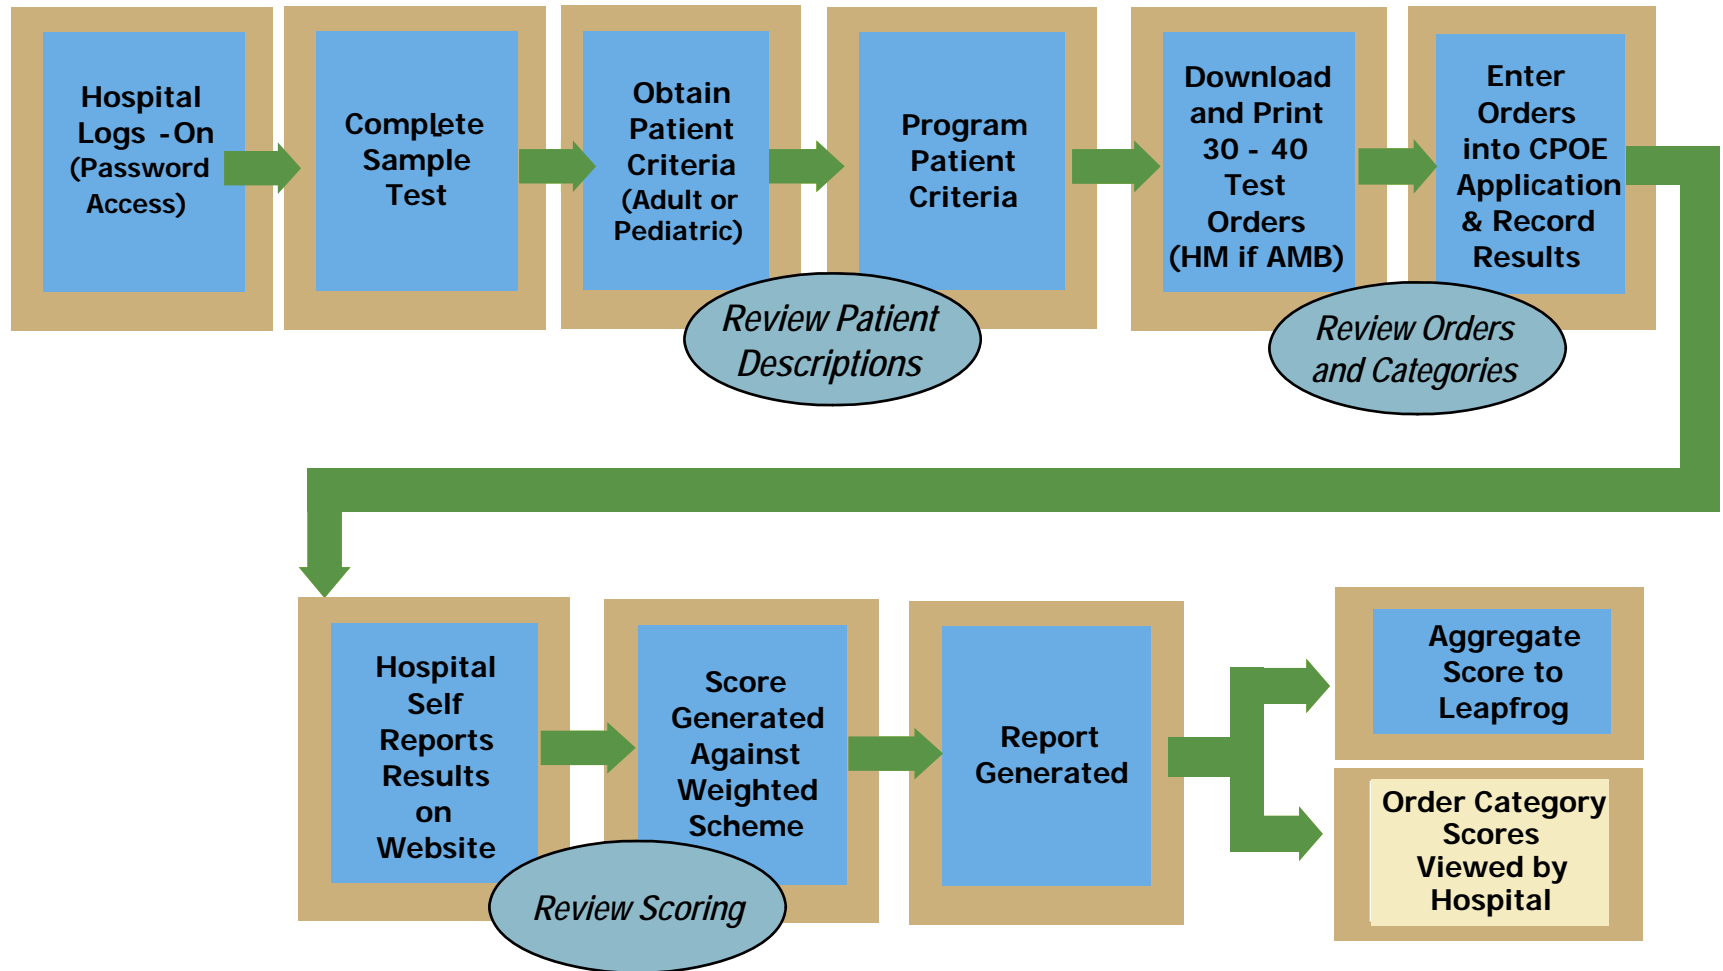 Hospital
Logs -On
(Password
Access)
Complete
Sample
Test
Obtain
Patient
Criteria
(Adult or
Pediatric)
Program
Patient
Criteria
Download
and Print
30 - 40
Test
Orders
(HM if AMB)
Enter
Orders
into CPOE
Application
& Record
Results
Review Patient
Descriptions
Review Orders
and Categories
Hospital
Self
Reports
Results
on
Website
Score
Generated
Against
Weighted
Scheme
Report
Generated
Aggregate
Score to
Leapfrog
Order Category
Scores
Viewed by
Hospital
Review Scoring